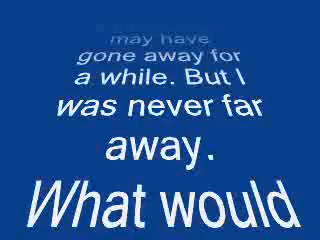 may have
gone away for
a while. But I
was never far
away.
What would